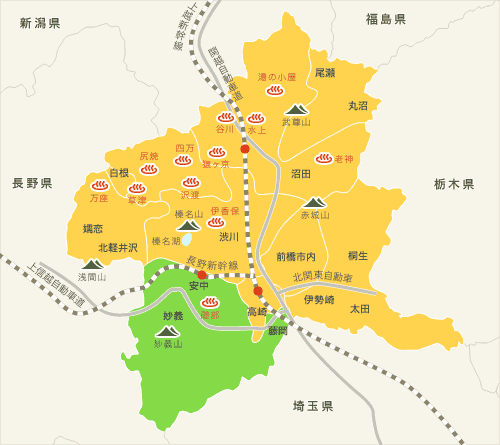 新潟県
上越新幹線
関越自動車道
福島県
湯の小屋
尾瀬
丸沼
武尊山
谷川
水上
四万
尻焼
猿ヶ京
老神
白根
沼田
長野県
万座
草津
沢渡
栃木県
榛名山
伊香保
赤城山
嬬恋
榛名湖
渋川
北軽井沢
前橋市内
桐生
浅間山
長野新幹線
北関東自動車
上信越自動車道
安中
伊勢崎
太田
妙義
磯部
高崎
妙義山
藤岡
埼玉県